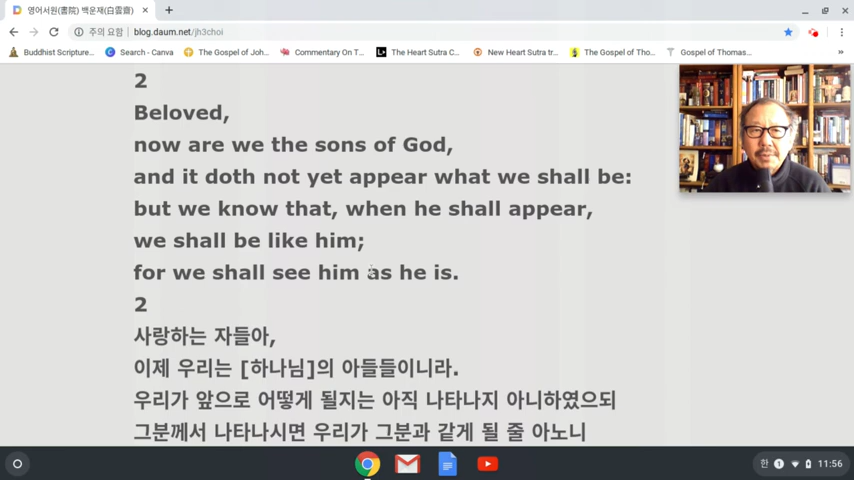 영어서원(書院) 백운재(白雲齋)
주의 요함
blog.daum.net/jh3choi
Buddhist Scripture...
Search - Canva
The Gospel of Joh...
Commentary On T...
The Heart Sutra C...
New Heart Sutra tr...
The Gospel of Tho...
Gospel of Thomas...
»
2
Beloved,
now are we the sons of God,
and it doth not yet appear what we shall be:
but we know that, when he shall appear,
we shall be like him;
for we shall see him as he is.
2
사랑하는 자들아,
이제 우리는 [하나님]의 아들들이니라.
우리가 앞으로 어떻게 될지는 아직 나타나지 아니하였으되
그분께서 나타나시면 우리가 그분과 같게 될 줄 아노니
한 1 11:56